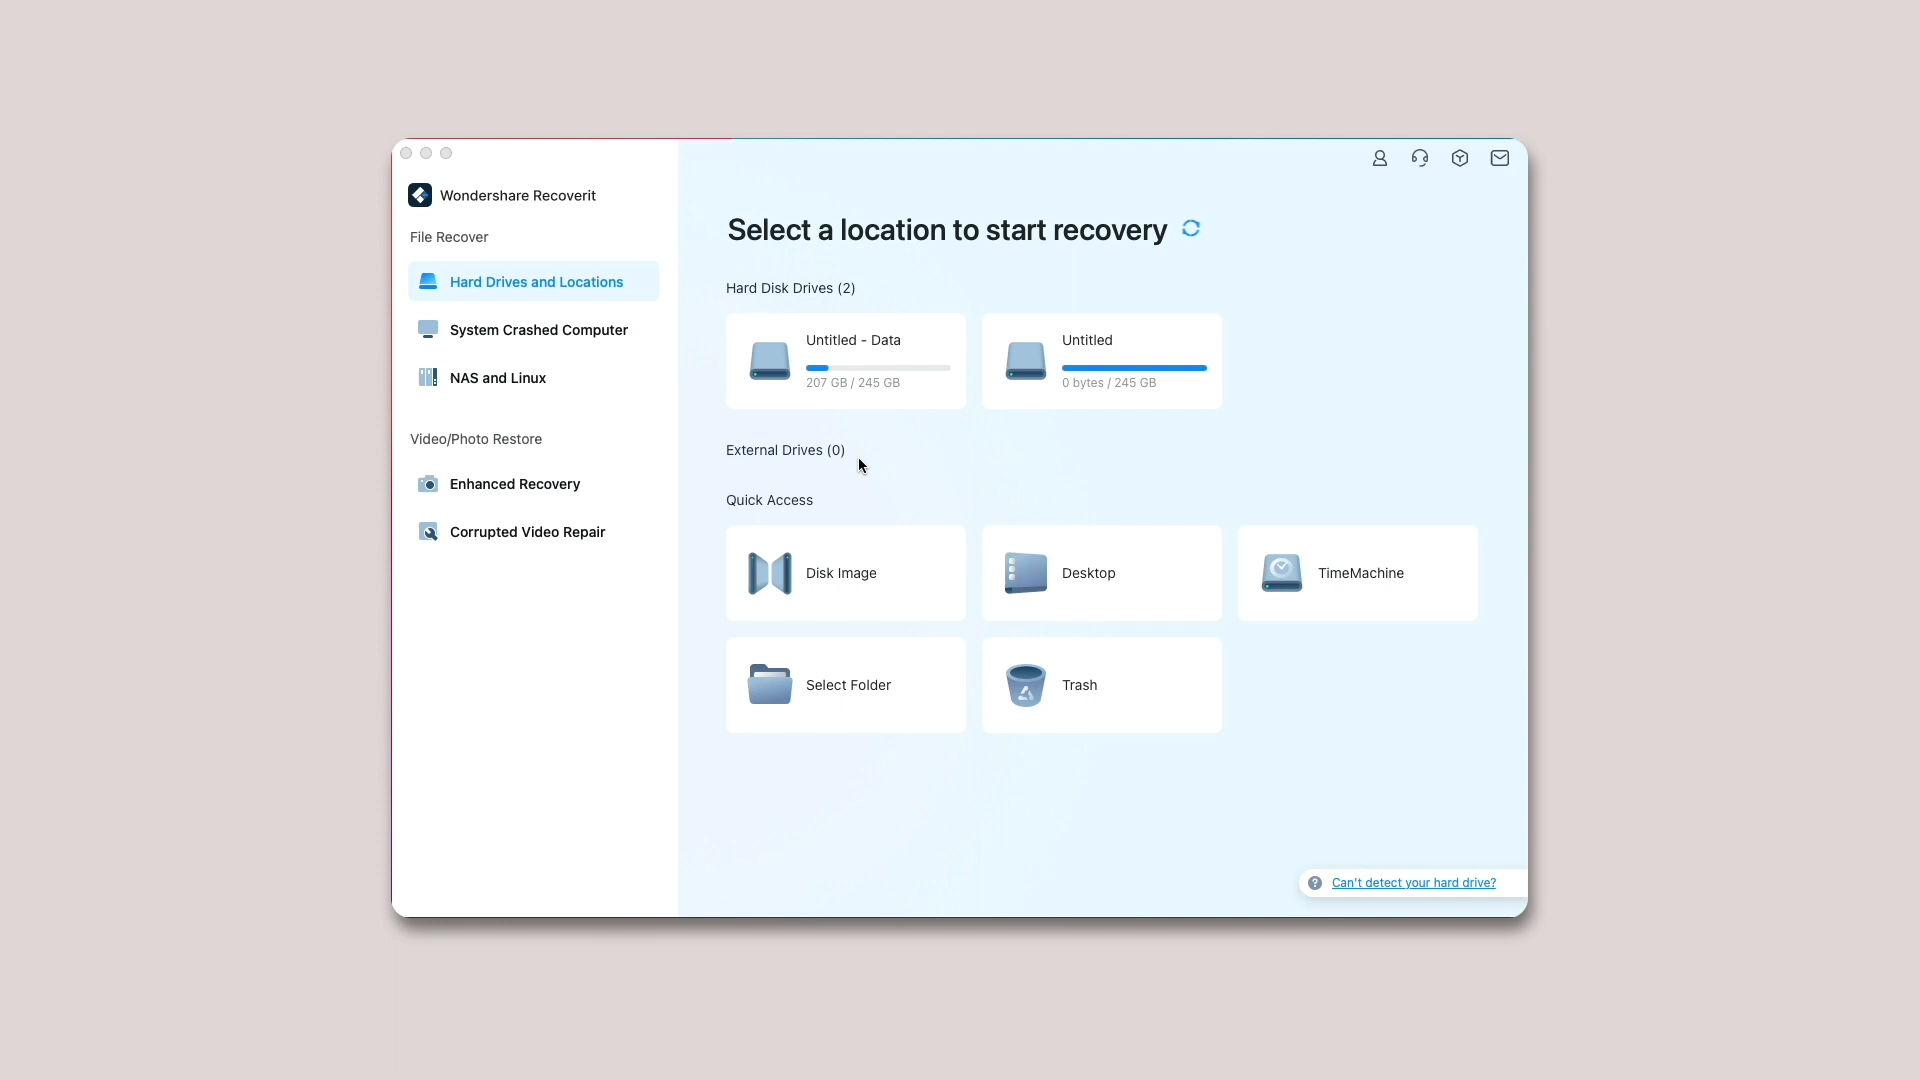 Wondershare Recoverit
File Recover
Hard Drives and Locations
System Crashed Computer
NAS and Linux
Video/Photo Restore
Enhanced Recovery
Corrupted Video Repair
Select a location to start recovery
Hard Disk Drives (2)
Untitled - Data
207 GB / 245 GB
Untitled
0 bytes / 245 GB
External Drives (0)
Quick Access
Disk Image
Desktop
TimeMachine
Select Folder
Trash
? Can't detect your hard drive?